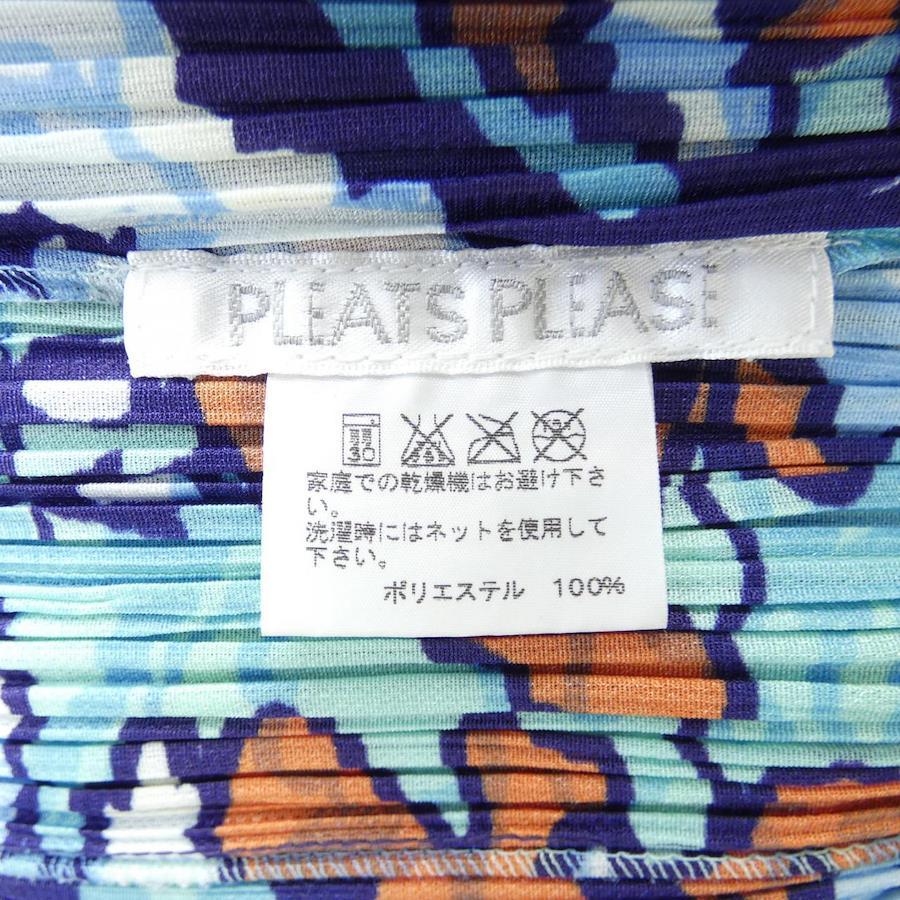 PLEATS PLEASE
30
家庭での乾燥機はお避け下さ
い。
洗濯時にはネットを使用して
下さい。
ポリエステル 100%